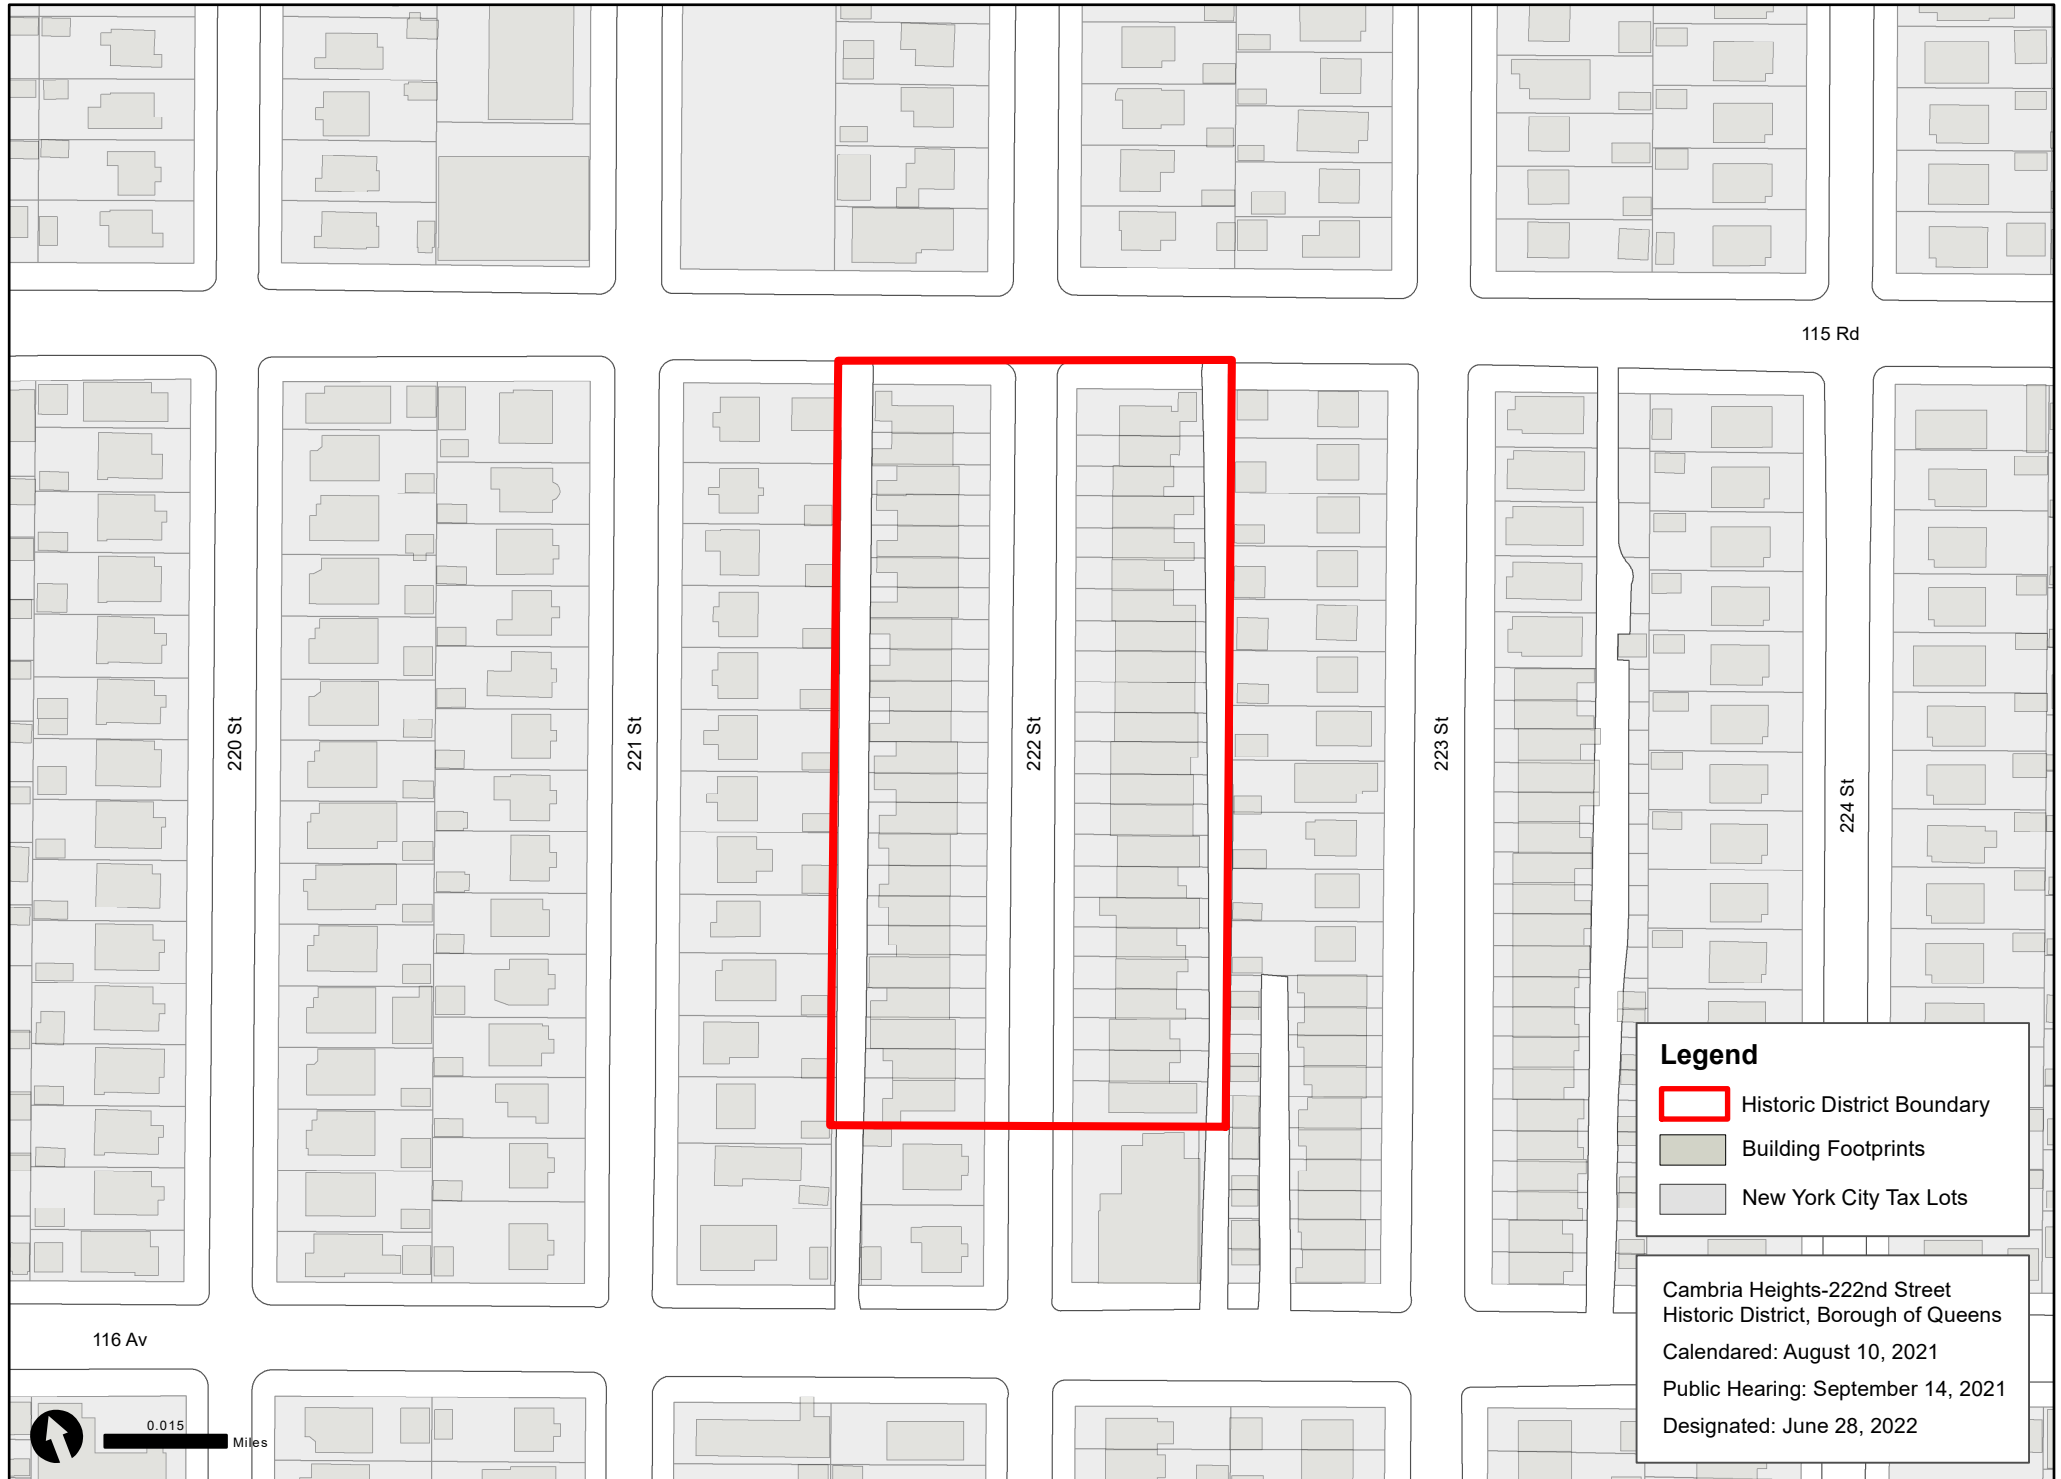 115 Rd
220 St
221 St
222 St
223 St
224 St
Legend
Historic District Boundary
Building Footprints
New York City Tax Lots
Cambria Heights-222nd Street
Historic District, Borough of Queens
Calendared: August 10, 2021
Public Hearing: September 14, 2021
Designated: June 28, 2022
116 Av
0.015
Miles